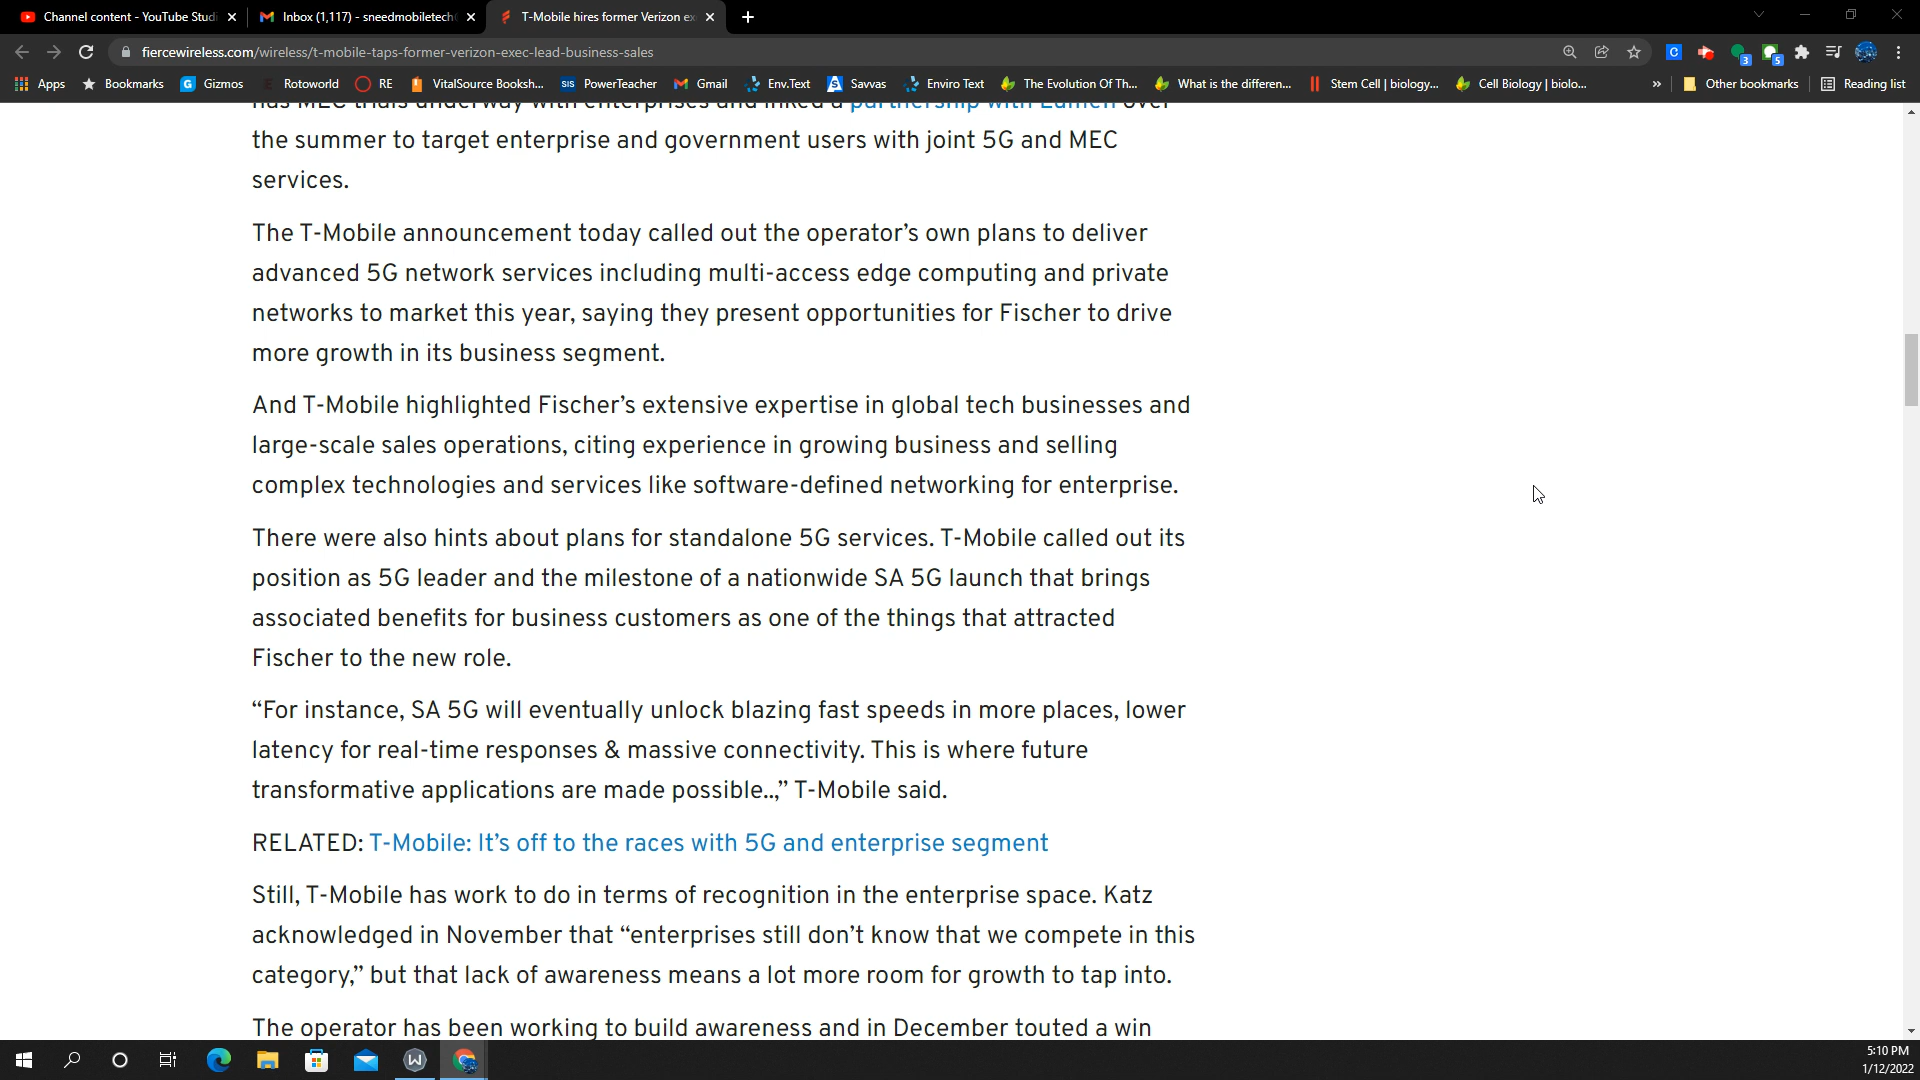 Channel content - YouTube Studi
Inbox (1,117) - sneedmobiletech
T-Mobile hires former Verizon ex
fiercewireless.com/wireless/t-mobile-taps-former-verizon-exec-lead-business-sales
3
5
Apps
Bookmarks
Gizmos
Rotoworld
RE
VitalSource Booksh...
SIS PowerTeacher
Gmail
Env.Text
Savvas
Enviro Text
The Evolution Of Th...
What is the differen...
Stem Cell | biology...
Cell Biology | biolo...
»
Other bookmarks
Reading list
has MEC trials underway with enterprises and inked a partnership with Lumen over
the summer to target enterprise and government users with joint 5G and MEC
services.
The T-Mobile announcement today called out the operator’s own plans to deliver
advanced 5G network services including multi-access edge computing and private
networks to market this year, saying they present opportunities for Fischer to drive
more growth in its business segment.
And T-Mobile highlighted Fischer’s extensive expertise in global tech businesses and
large-scale sales operations, citing experience in growing business and selling
complex technologies and services like software-defined networking for enterprise.
There were also hints about plans for standalone 5G services. T-Mobile called out its
position as 5G leader and the milestone of a nationwide SA 5G launch that brings
associated benefits for business customers as one of the things that attracted
Fischer to the new role.
“For instance, SA 5G will eventually unlock blazing fast speeds in more places, lower
latency for real-time responses & massive connectivity. This is where future
transformative applications are made possible..,” T-Mobile said.
RELATED: T-Mobile: It’s off to the races with 5G and enterprise segment
Still, T-Mobile has work to do in terms of recognition in the enterprise space. Katz
acknowledged in November that “enterprises still don’t know that we compete in this
category,” but that lack of awareness means a lot more room for growth to tap into.
The operator has been working to build awareness and in December touted a win
5:10 PM
1/12/2022